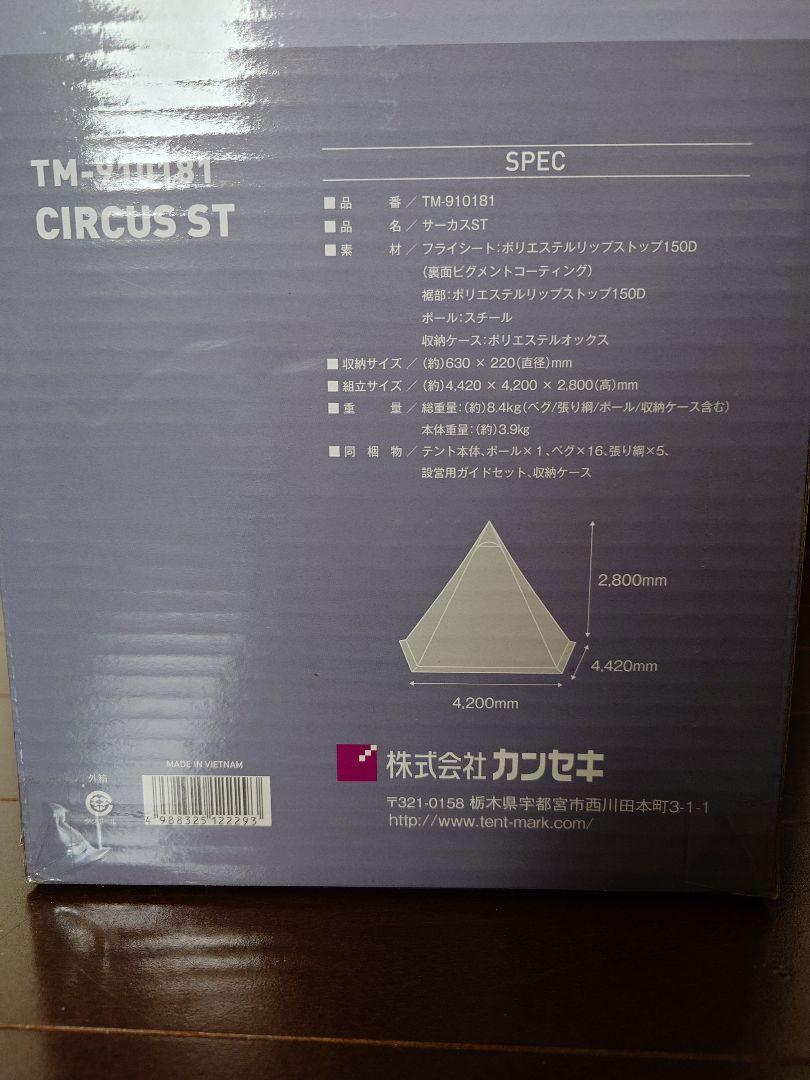 TM-910181
CIRCUS ST
SPEC
■品　番／TM-910181
■品　名／サーカスST
■素　材／フライシート:ポリエステルリップストップ150D
(裏面ピグメントコーティング)
裾部:ポリエステルリップストップ150D
ポール:スチール
収納ケース:ポリエステルオックス
■収納サイズ／(約)630 × 220(直径)mm
■組立サイズ／(約)4,420 × 4,200 × 2,800(高)mm
■重　量／総重量:(約)8.4kg(ペグ/張り綱/ポール/収納ケース含む)
本体重量:(約)3.9kg
■同 梱 物／テント本体、ポール×1、ペグ×16、張り綱×5、
設営用ガイドセット、収納ケース
2,800mm
4,420mm
4,200mm
株式会社 カンセキ
〒321-0158 栃木県宇都宮市西川田本町3-1-1
http://www.tent-mark.com/
MADE IN VIETNAM
外箱
ダンボール
4 988325 122293